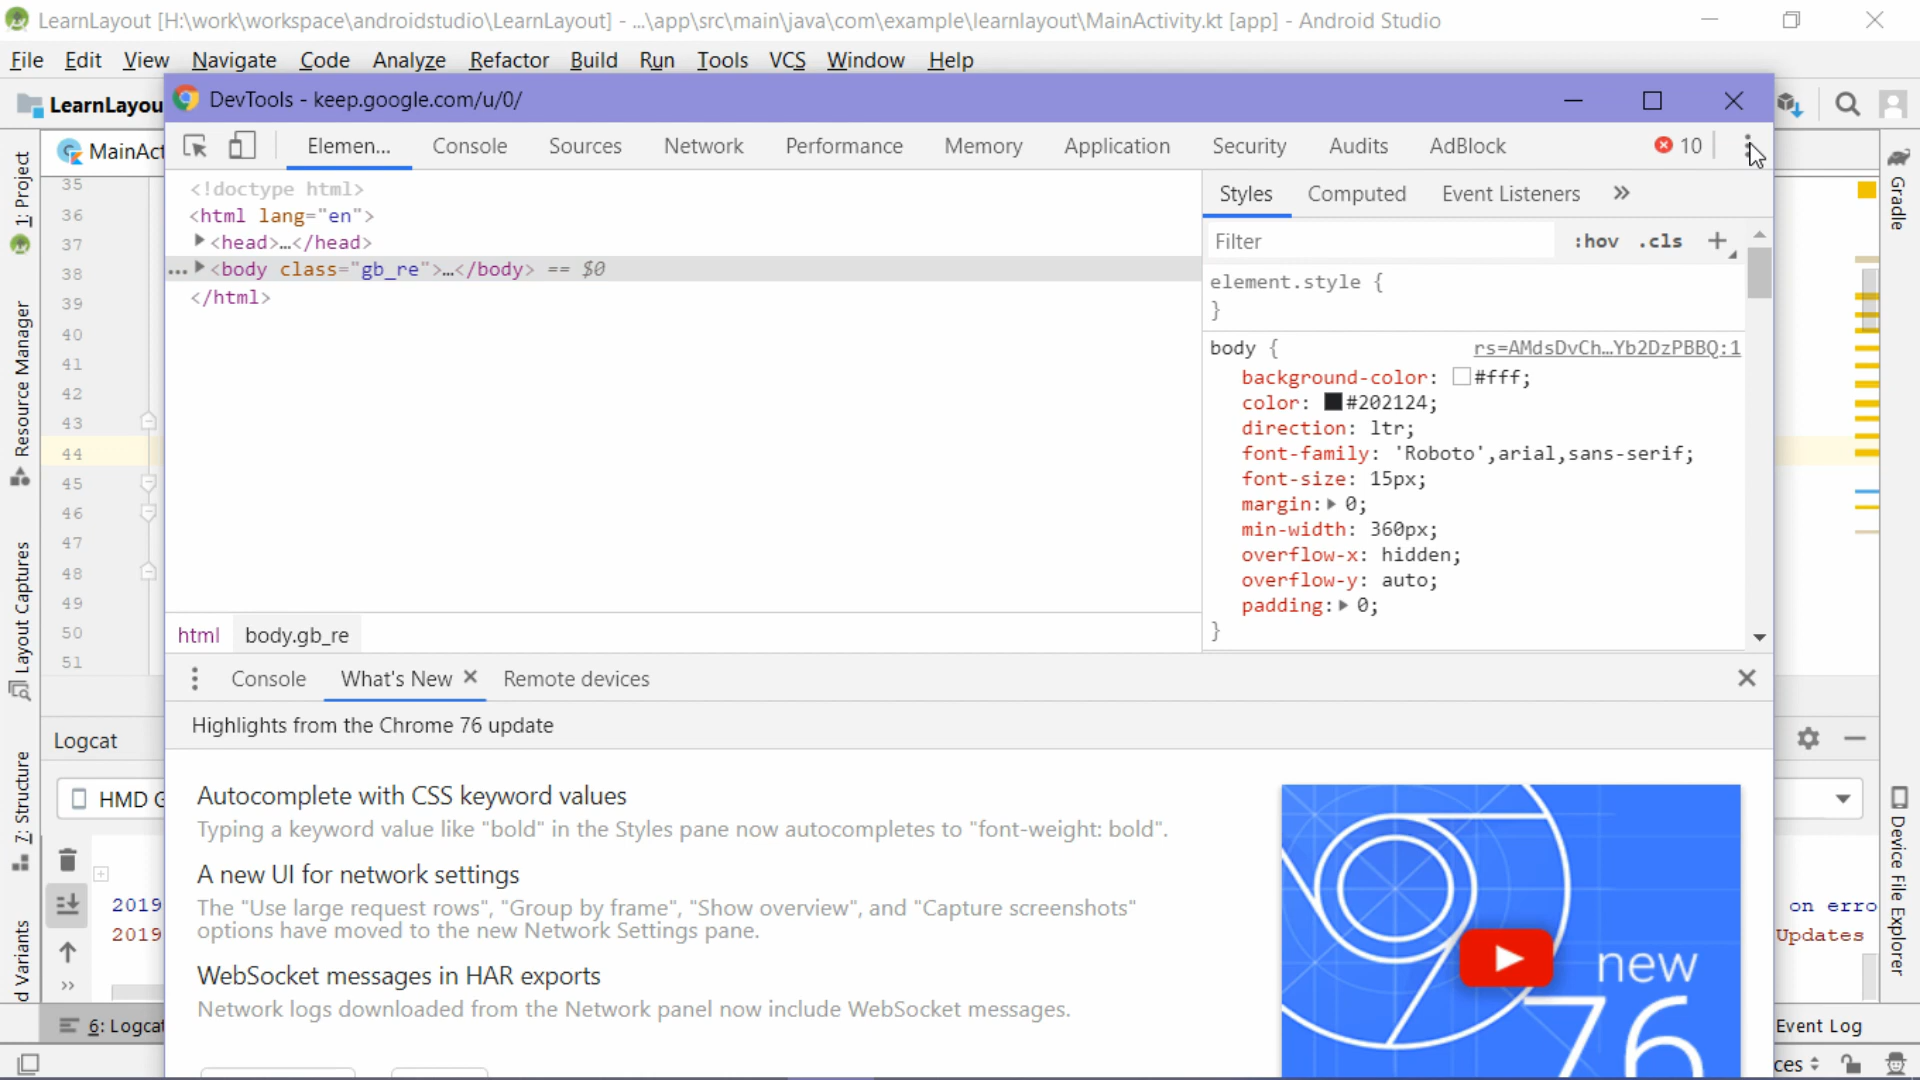 LearnLayout [H:\work\workspace\androidstudio\LearnLayout] - ...\app\src\main\java\com\example\learnlayout\MainActivity.kt [app] - Android Studio
File Edit View Navigate Code Analyze Refactor Build Run Tools VCS Window Help
LearnLayou
DevTools - keep.google.com/u/0/
MainAct
Elemen... Console Sources Network Performance Memory Application Security Audits AdBlock 10
1: Project
Resource Manager
Layout Captures
7: Structure
d Variants
35
36
37
38
39
40
41
42
43
44
45
46
47
48
49
50
51
<!doctype html>
<html lang="en">
<head>…</head>
... <body class="gb_re">…</body> == $0
</html>
html body.gb_re
Styles Computed Event Listeners »
Filter :hov .cls +
element.style {
}
body { rs=AMdsDvCh…Yb2DzPBBQ:1
background-color: #fff;
color: #202124;
direction: ltr;
font-family: 'Roboto',arial,sans-serif;
font-size: 15px;
margin: 0;
min-width: 360px;
overflow-x: hidden;
overflow-y: auto;
padding: 0;
}
Gradle
Device File Explorer
Console What's New Remote devices
Highlights from the Chrome 76 update
Autocomplete with CSS keyword values
Typing a keyword value like "bold" in the Styles pane now autocompletes to "font-weight: bold".
A new UI for network settings
The "Use large request rows", "Group by frame", "Show overview", and "Capture screenshots"
options have moved to the new Network Settings pane.
WebSocket messages in HAR exports
Network logs downloaded from the Network panel now include WebSocket messages.
new
76
Logcat
HMD G
2019
2019
on erro
Updates
6: Logcat
Event Log
ces